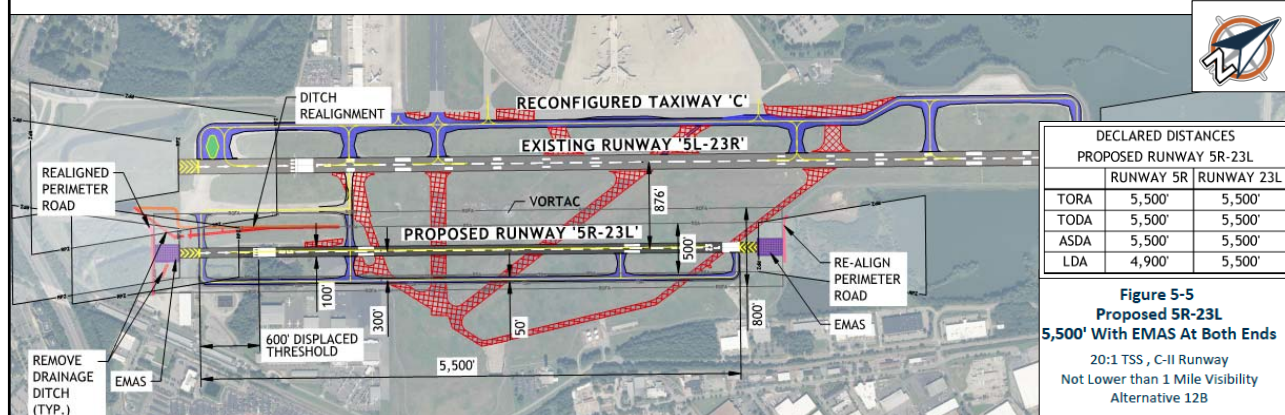 DITCH
REALIGNMENT
RECONFIGURED TAXIWAY 'C'
EXISTING RUNWAY '5L-23R'
REALIGNED
PERIMETER
ROAD
VORTAC
876'
PROPOSED RUNWAY '5R-23L'
500'
RE-ALIGN
PERIMETER
ROAD
EMAS
100'
300'
50'
800'
600' DISPLACED
THRESHOLD
5,500'
REMOVE
DRAINAGE
DITCH
(TYP.)
EMAS
DECLARED DISTANCES
PROPOSED RUNWAY 5R-23L
RUNWAY 5R RUNWAY 23L
TORA 5,500' 5,500'
TODA 5,500' 5,500'
ASDA 5,500' 5,500'
LDA 4,900' 5,500'
Figure 5-5
Proposed 5R-23L
5,500' With EMAS At Both Ends
20:1 TSS , C-II Runway
Not Lower than 1 Mile Visibility
Alternative 12B